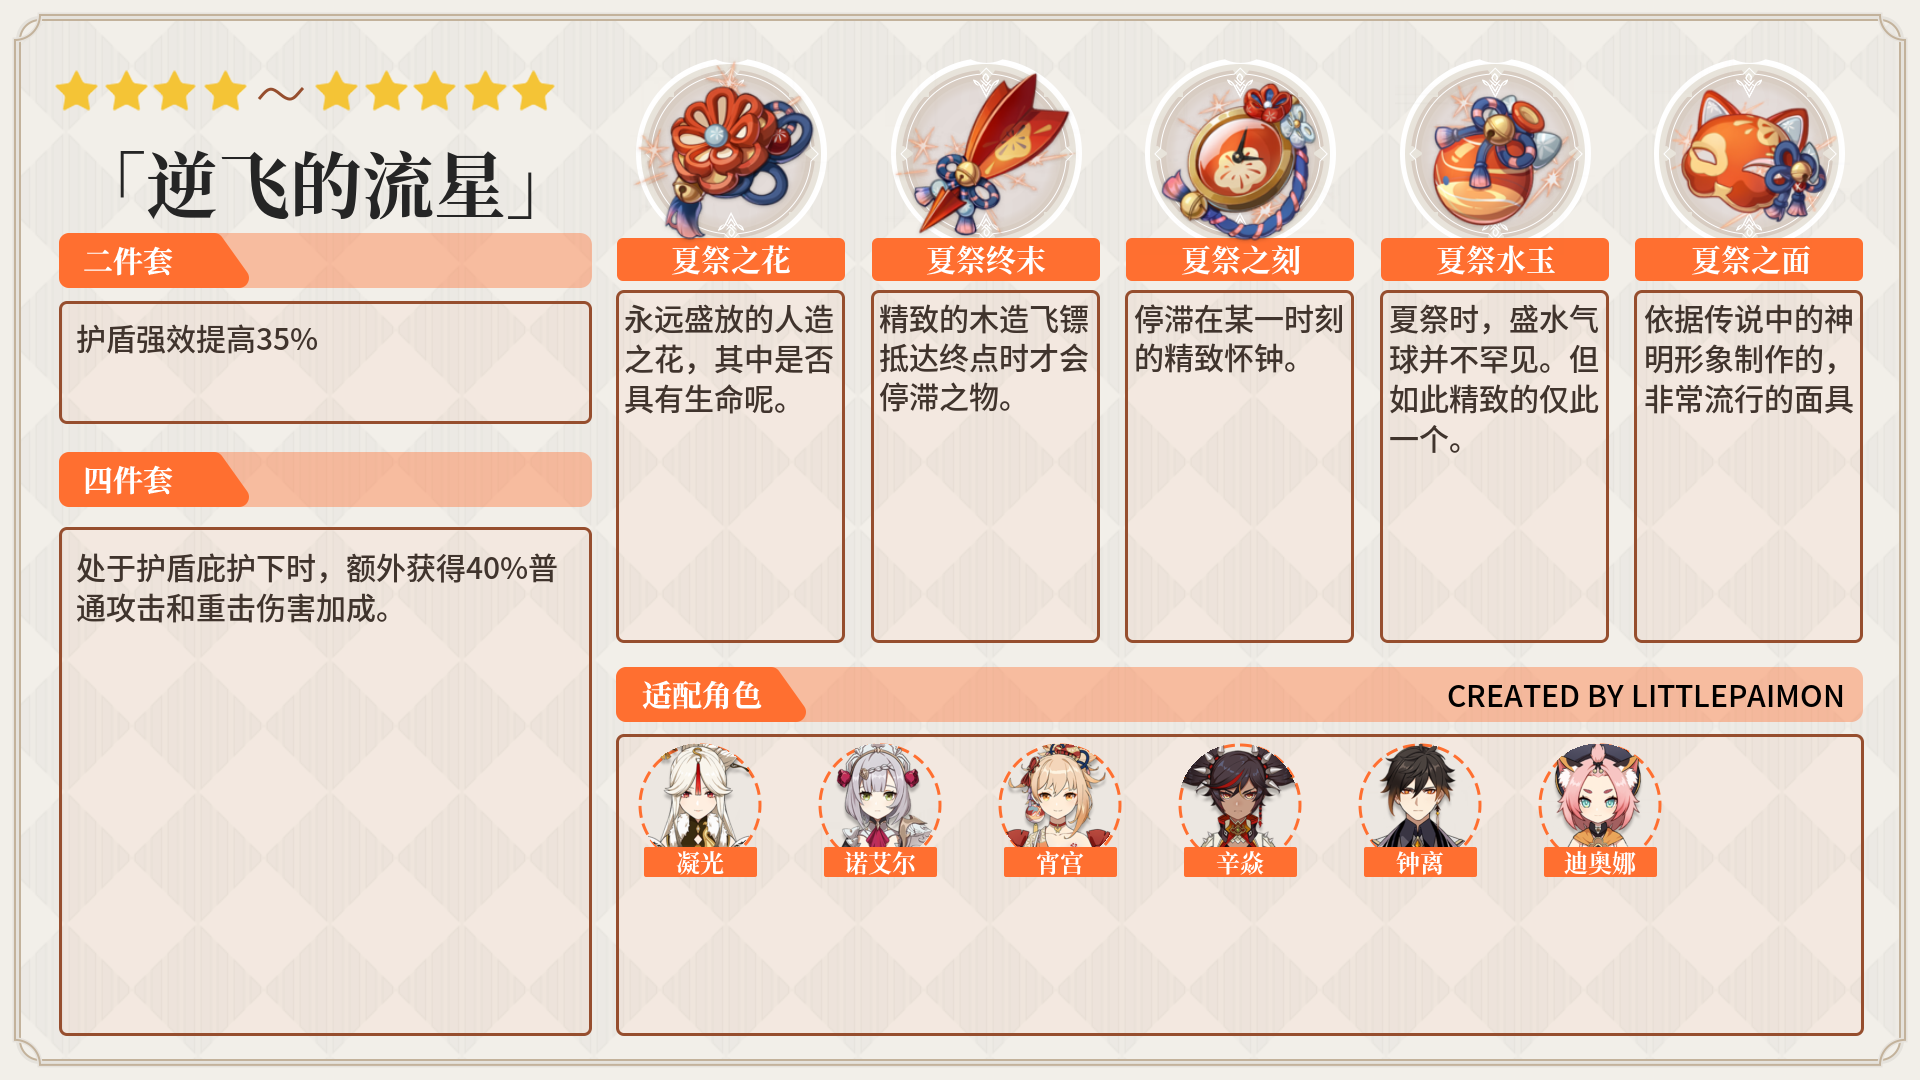 「逆飞的流星」
二件套
护盾强效提高35%
四件套
处于护盾庇护下时，额外获得40%普
通攻击和重击伤害加成。
夏祭之花
永远盛放的人造
之花，其中是否
具有生命呢。
夏祭终末
精致的木造飞镖
抵达终点时才会
停滞之物。
夏祭之刻
停滞在某一时刻
的精致怀钟。
夏祭水玉
夏祭时，盛水气
球并不罕见。但
如此精致的仅此
一个。
夏祭之面
依据传说中的神
明形象制作的，
非常流行的面具
适配角色
CREATED BY LITTLEPAIMON
凝光
诺艾尔
宵宫
辛焱
钟离
迪奥娜